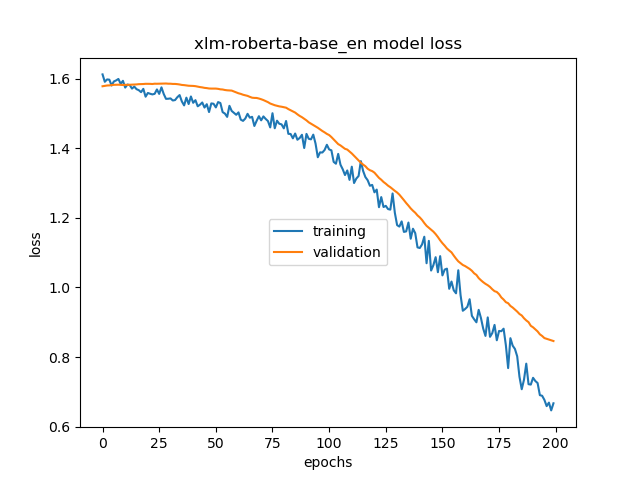 xlm-roberta-base_en model loss
1.6
1.4
1.2
1.0
0.8
0.6
loss
training
validation
0 25 50 75 100 125 150 175 200
epochs